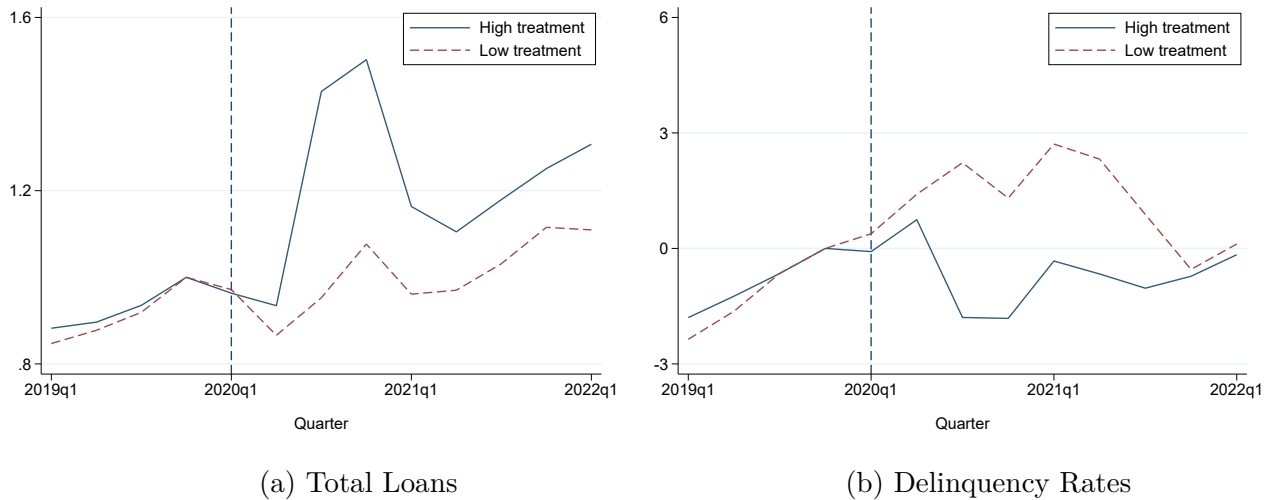 1.6
1.2
.8
2019q1 2020q1 2021q1 2022q1
Quarter
High treatment
Low treatment
(a) Total Loans
6
3
0
-3
2019q1 2020q1 2021q1 2022q1
Quarter
High treatment
Low treatment
(b) Delinquency Rates